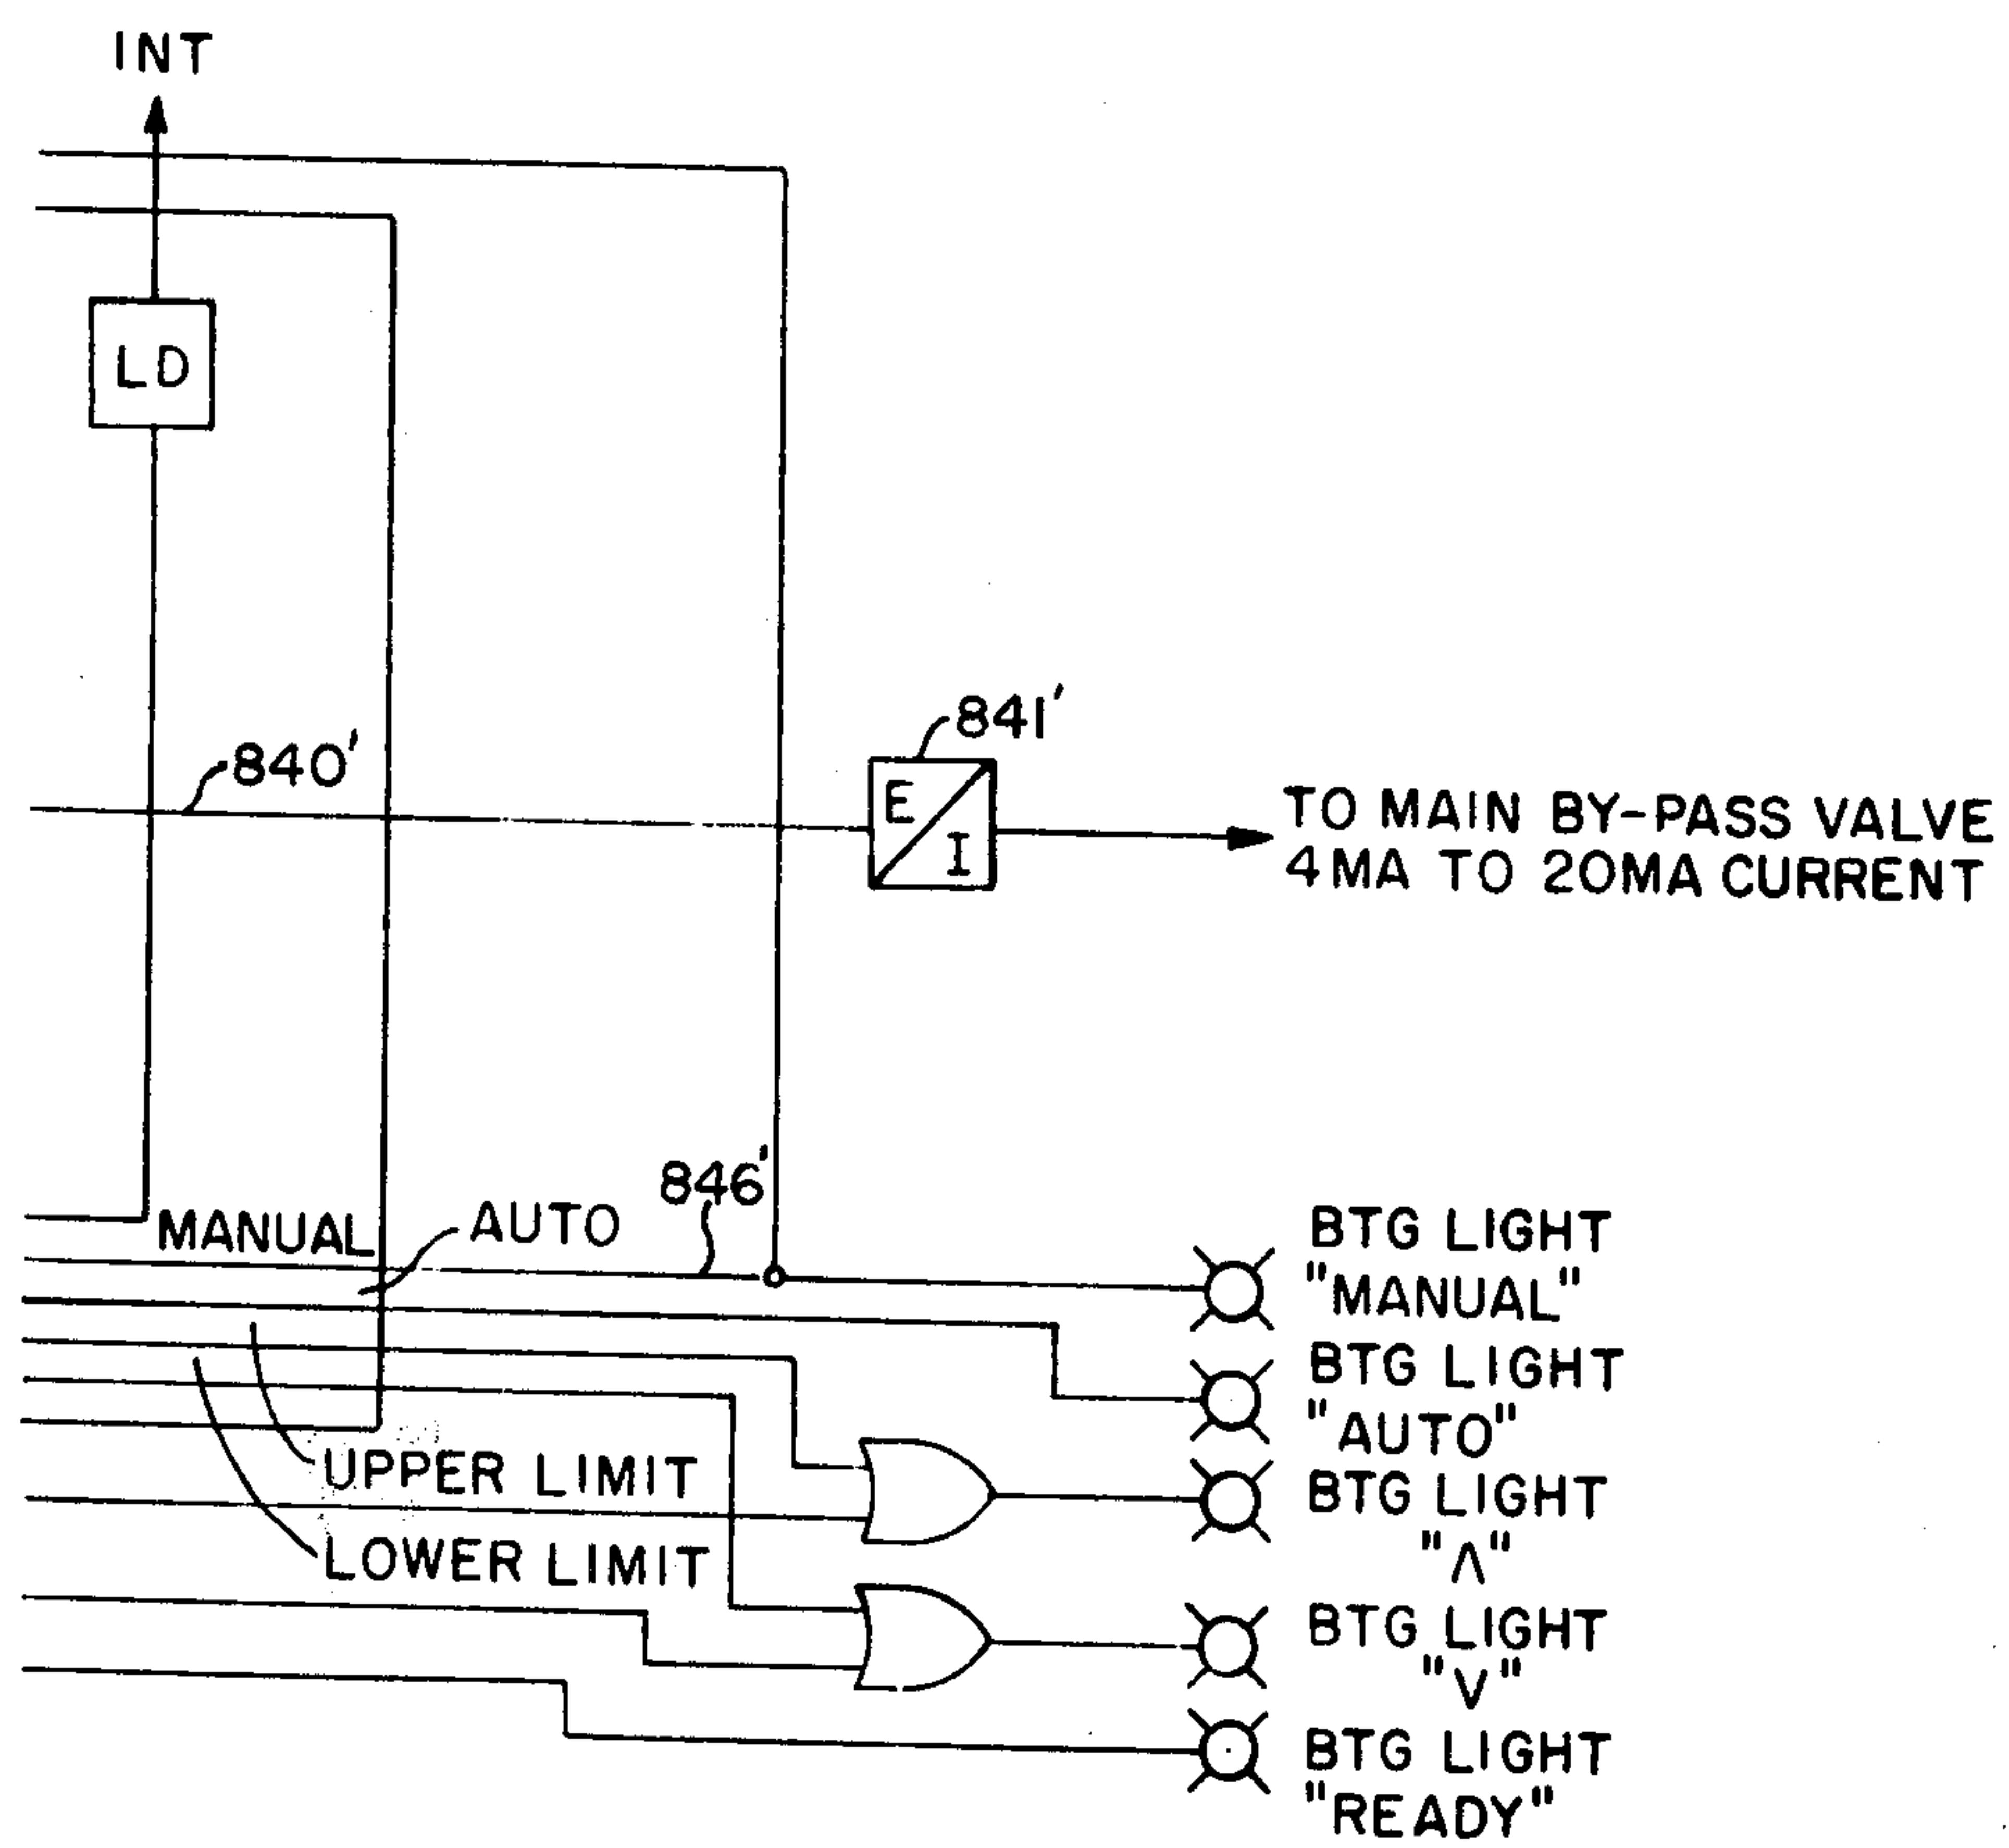 INT
LD
840'
841'
E
I
TO MAIN BY-PASS VALVE
4MA TO 20MA CURRENT
846'
MANUAL
AUTO
BTG LIGHT
"MANUAL"
BTG LIGHT
"AUTO"
UPPER LIMIT
BTG LIGHT
"Λ"
LOWER LIMIT
BTG LIGHT
"V"
BTG LIGHT
"READY"